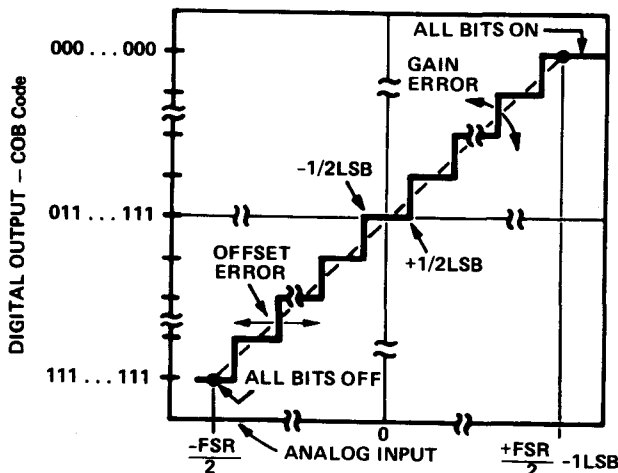 ALL BITS ON
000 . . . 000
GAIN
ERROR
DIGITAL OUTPUT – COB Code
–1/2LSB
011 . . . 111
+1/2LSB
OFFSET
ERROR
111 . . . 111
ALL BITS OFF
0
–FSR
2
ANALOG INPUT
+FSR
2
–1LSB